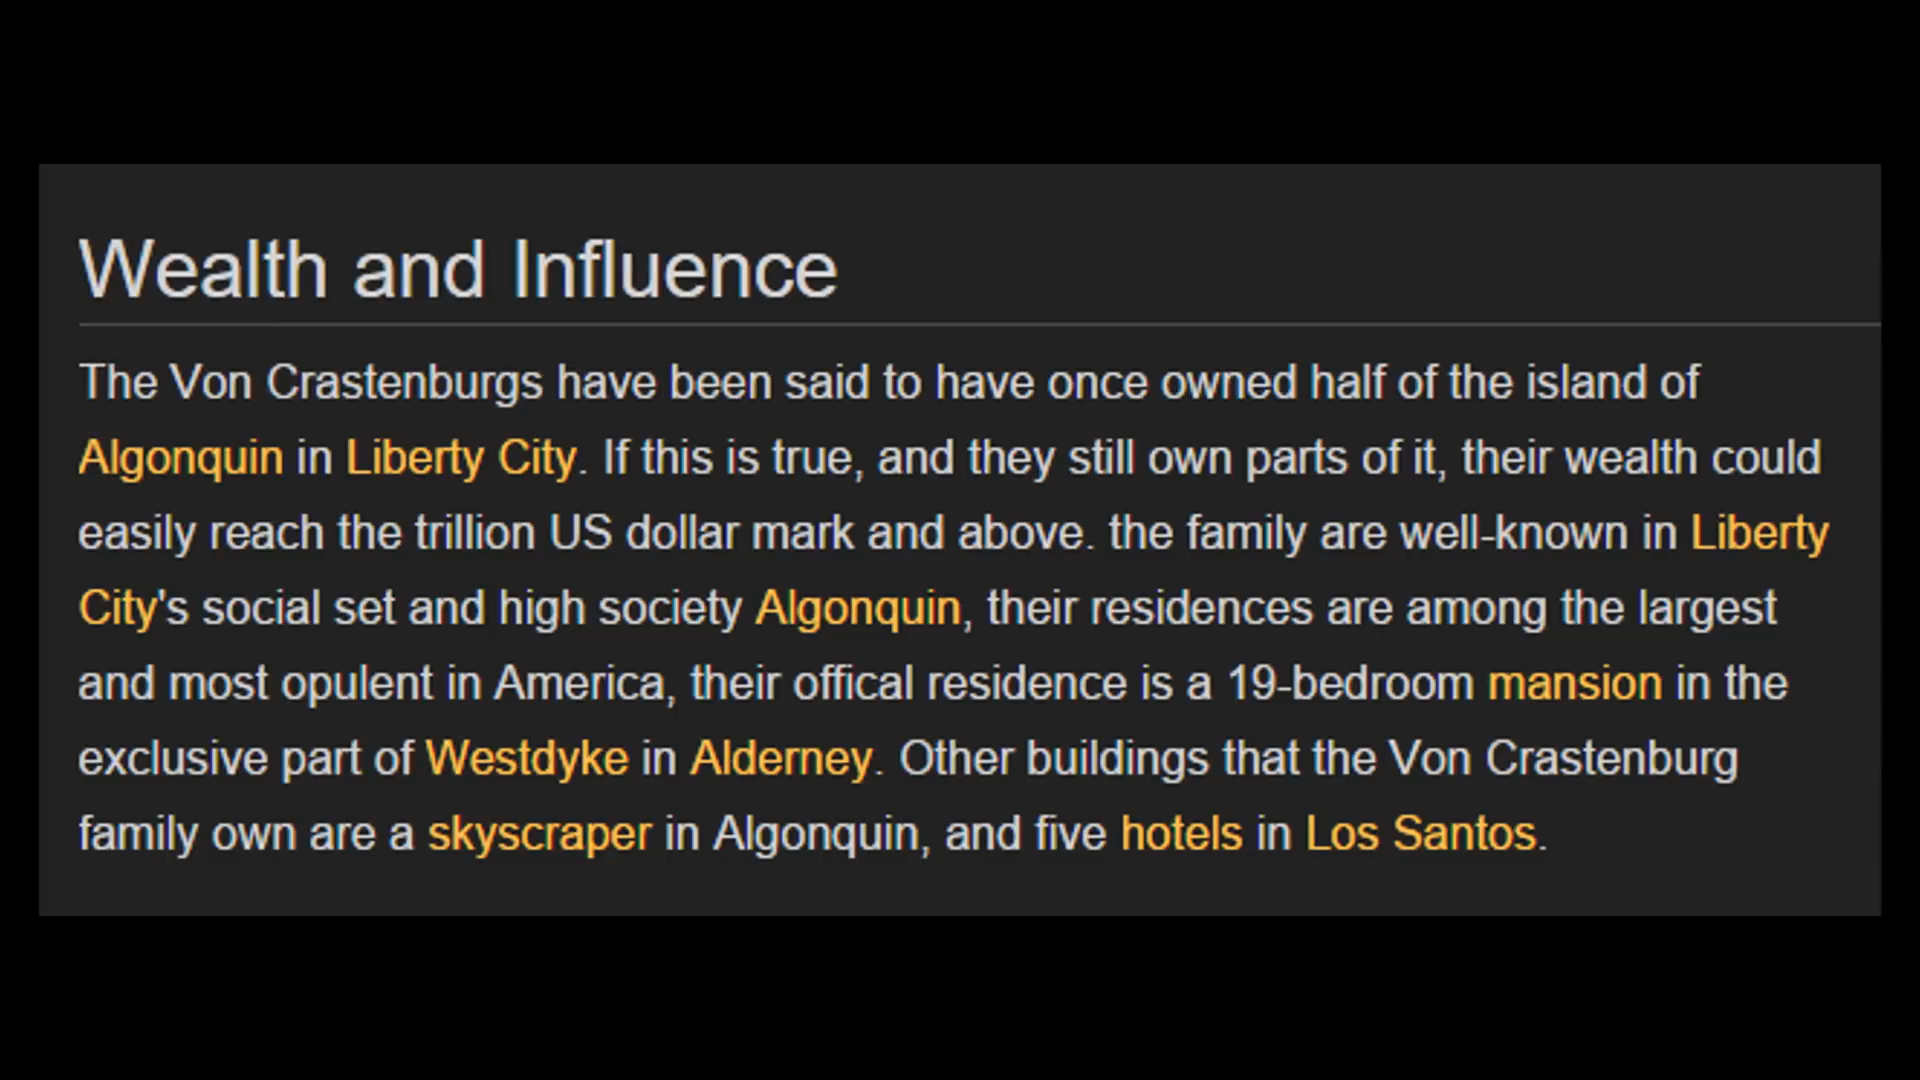 Wealth and Influence
The Von Crastenburgs have been said to have once owned half of the island of
Algonquin in Liberty City. If this is true, and they still own parts of it, their wealth could
easily reach the trillion US dollar mark and above. the family are well-known in Liberty
City's social set and high society Algonquin, their residences are among the largest
and most opulent in America, their offical residence is a 19-bedroom mansion in the
exclusive part of Westdyke in Alderney. Other buildings that the Von Crastenburg
family own are a skyscraper in Algonquin, and five hotels in Los Santos.